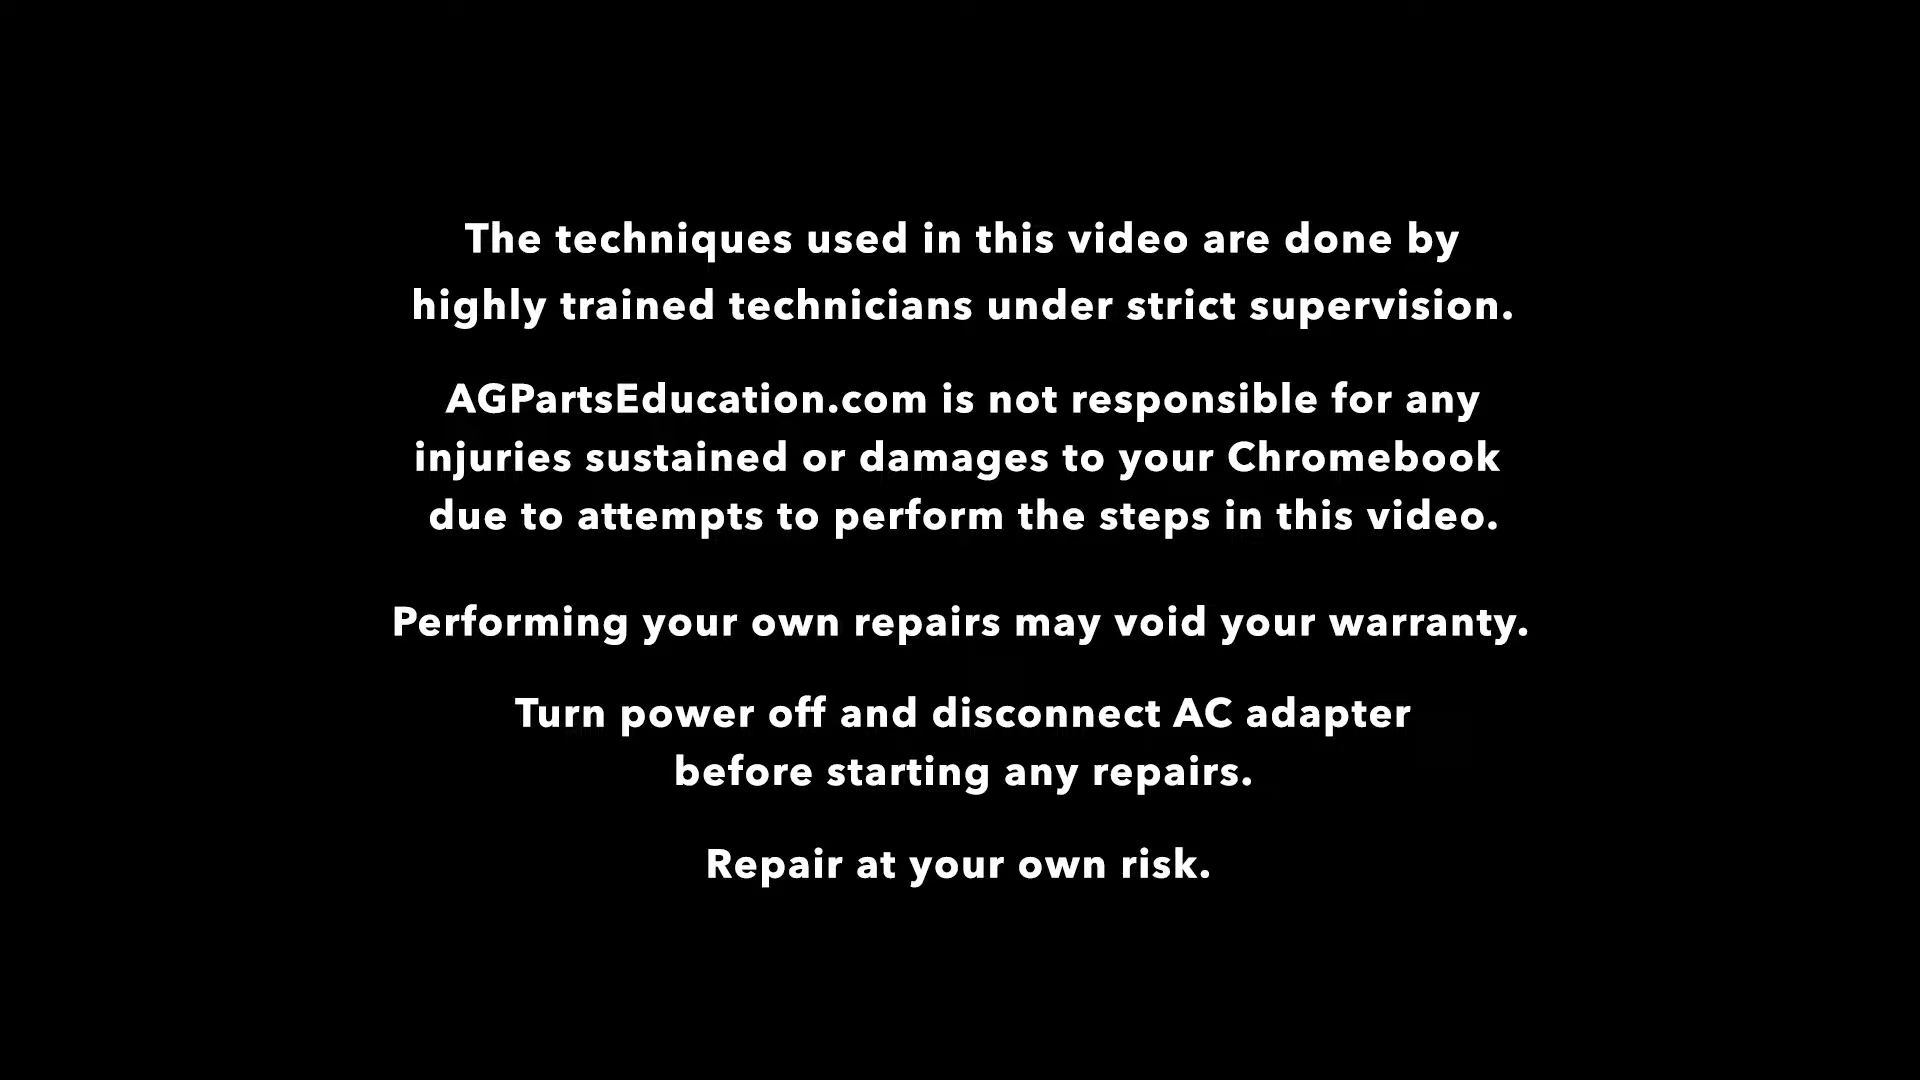 The techniques used in this video are done by
highly trained technicians under strict supervision.
AGPartsEducation.com is not responsible for any
injuries sustained or damages to your Chromebook
due to attempts to perform the steps in this video.
Performing your own repairs may void your warranty.
Turn power off and disconnect AC adapter
before starting any repairs.
Repair at your own risk.